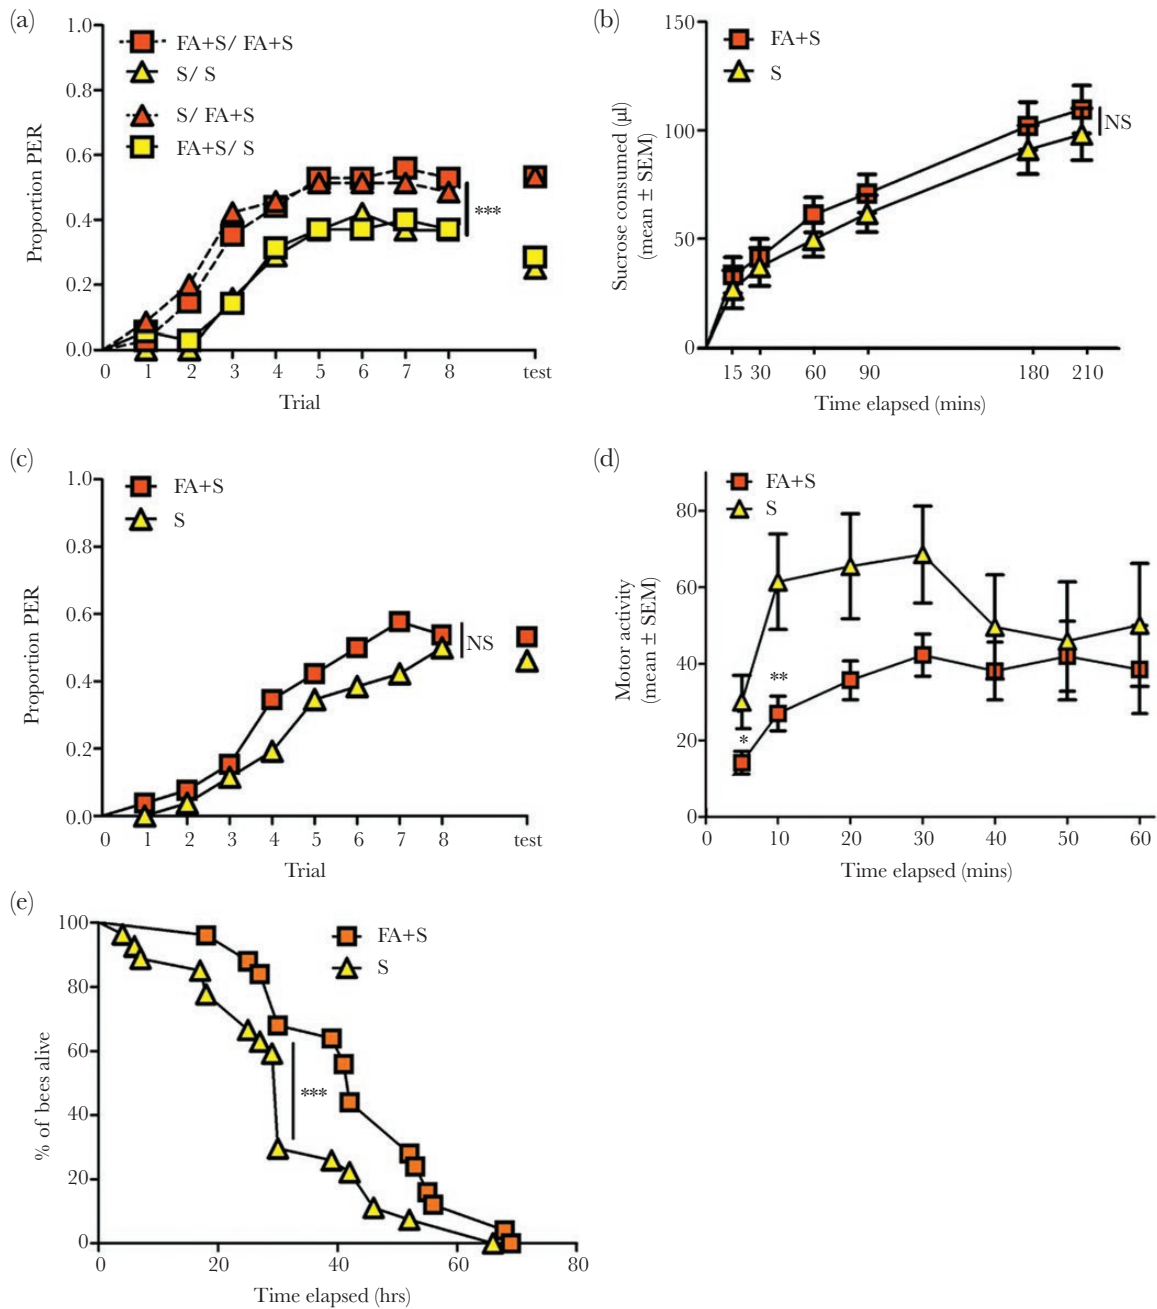 (a)
1.0
0.8
0.6
0.4
0.2
0.0
Proportion PER
FA+S/ FA+S
S/ S
S/ FA+S
FA+S/ S
***
0 1 2 3 4 5 6 7 8 test
Trial
(b)
150
100
50
0
Sucrose consumed (µl)
(mean ± SEM)
FA+S
S
NS
15 30 60 90 180 210
Time elapsed (mins)
(c)
1.0
0.8
0.6
0.4
0.2
0.0
Proportion PER
FA+S
S
NS
0 1 2 3 4 5 6 7 8 test
Trial
(d)
80
60
40
20
0
Motor activity
(mean ± SEM)
FA+S
S
**
*
0 10 20 30 40 50 60
Time elapsed (mins)
(e)
100
80
60
40
20
0
% of bees alive
FA+S
S
***
0 20 40 60 80
Time elapsed (hrs)